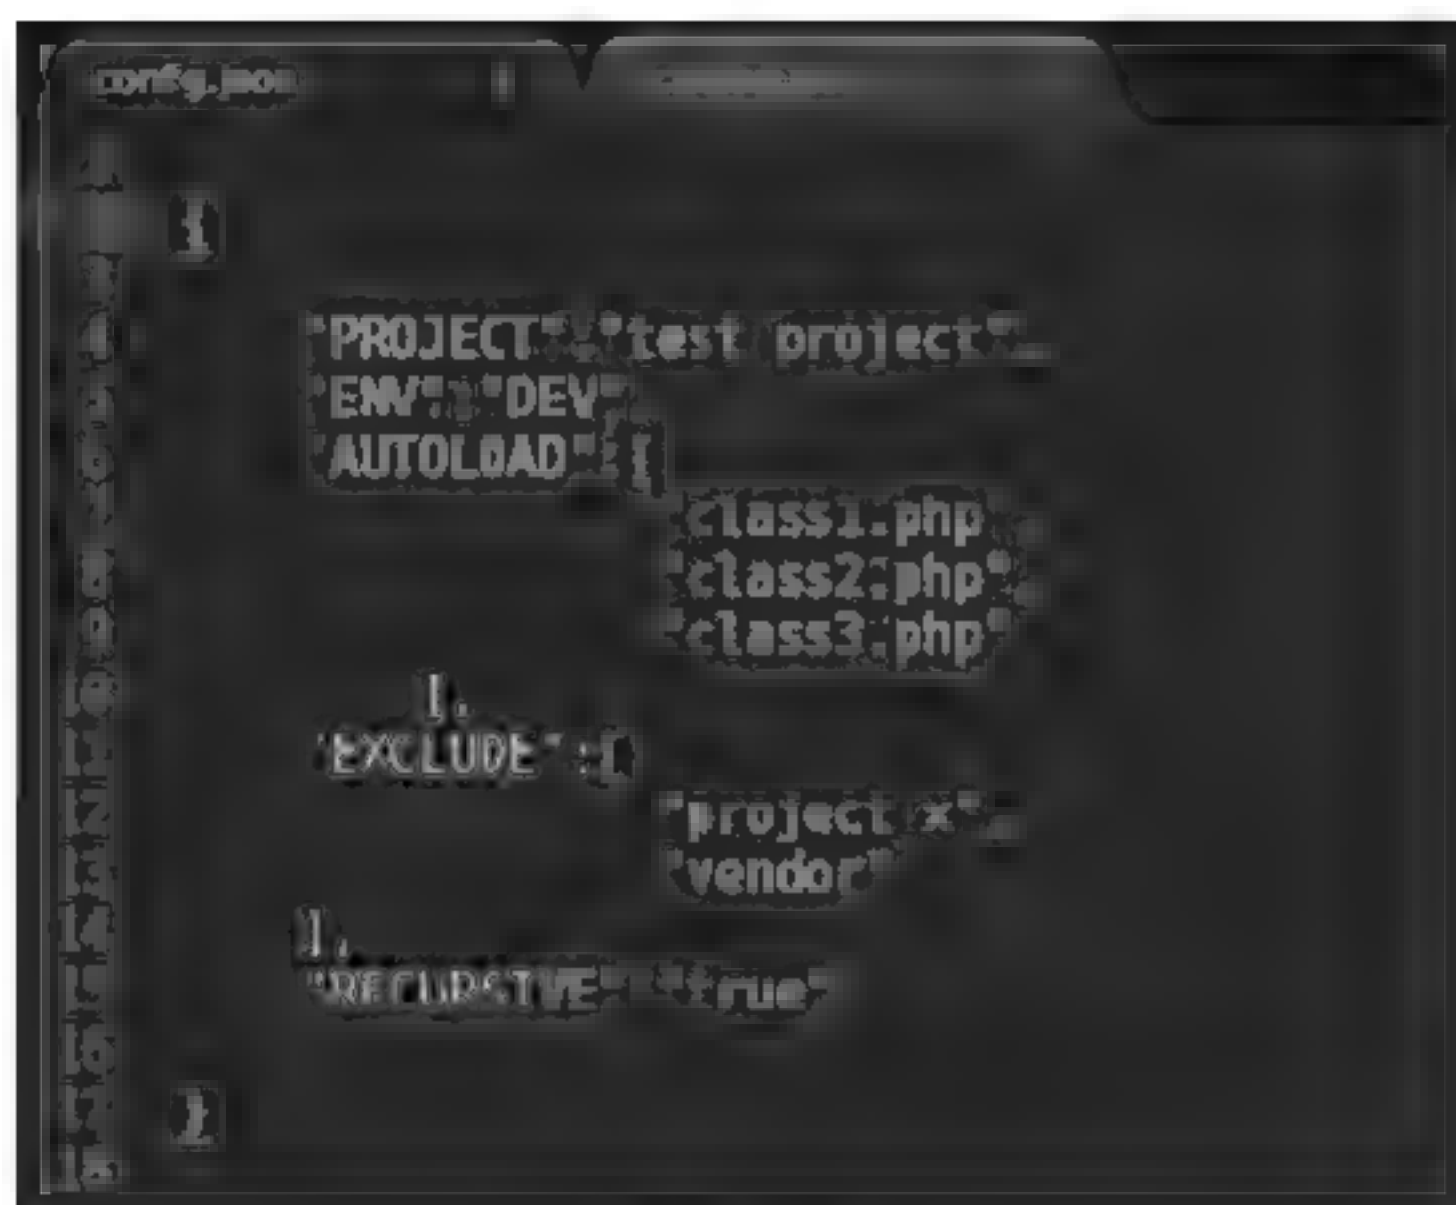 config.json
{
"PROJECT" : "test project",
"ENV" : "DEV",
"AUTOLOAD" : [
"class1.php",
"class2.php",
"class3.php"
],
"EXCLUDE" : [
"project x",
"vendor"
],
"RECURSIVE" : "true"
}